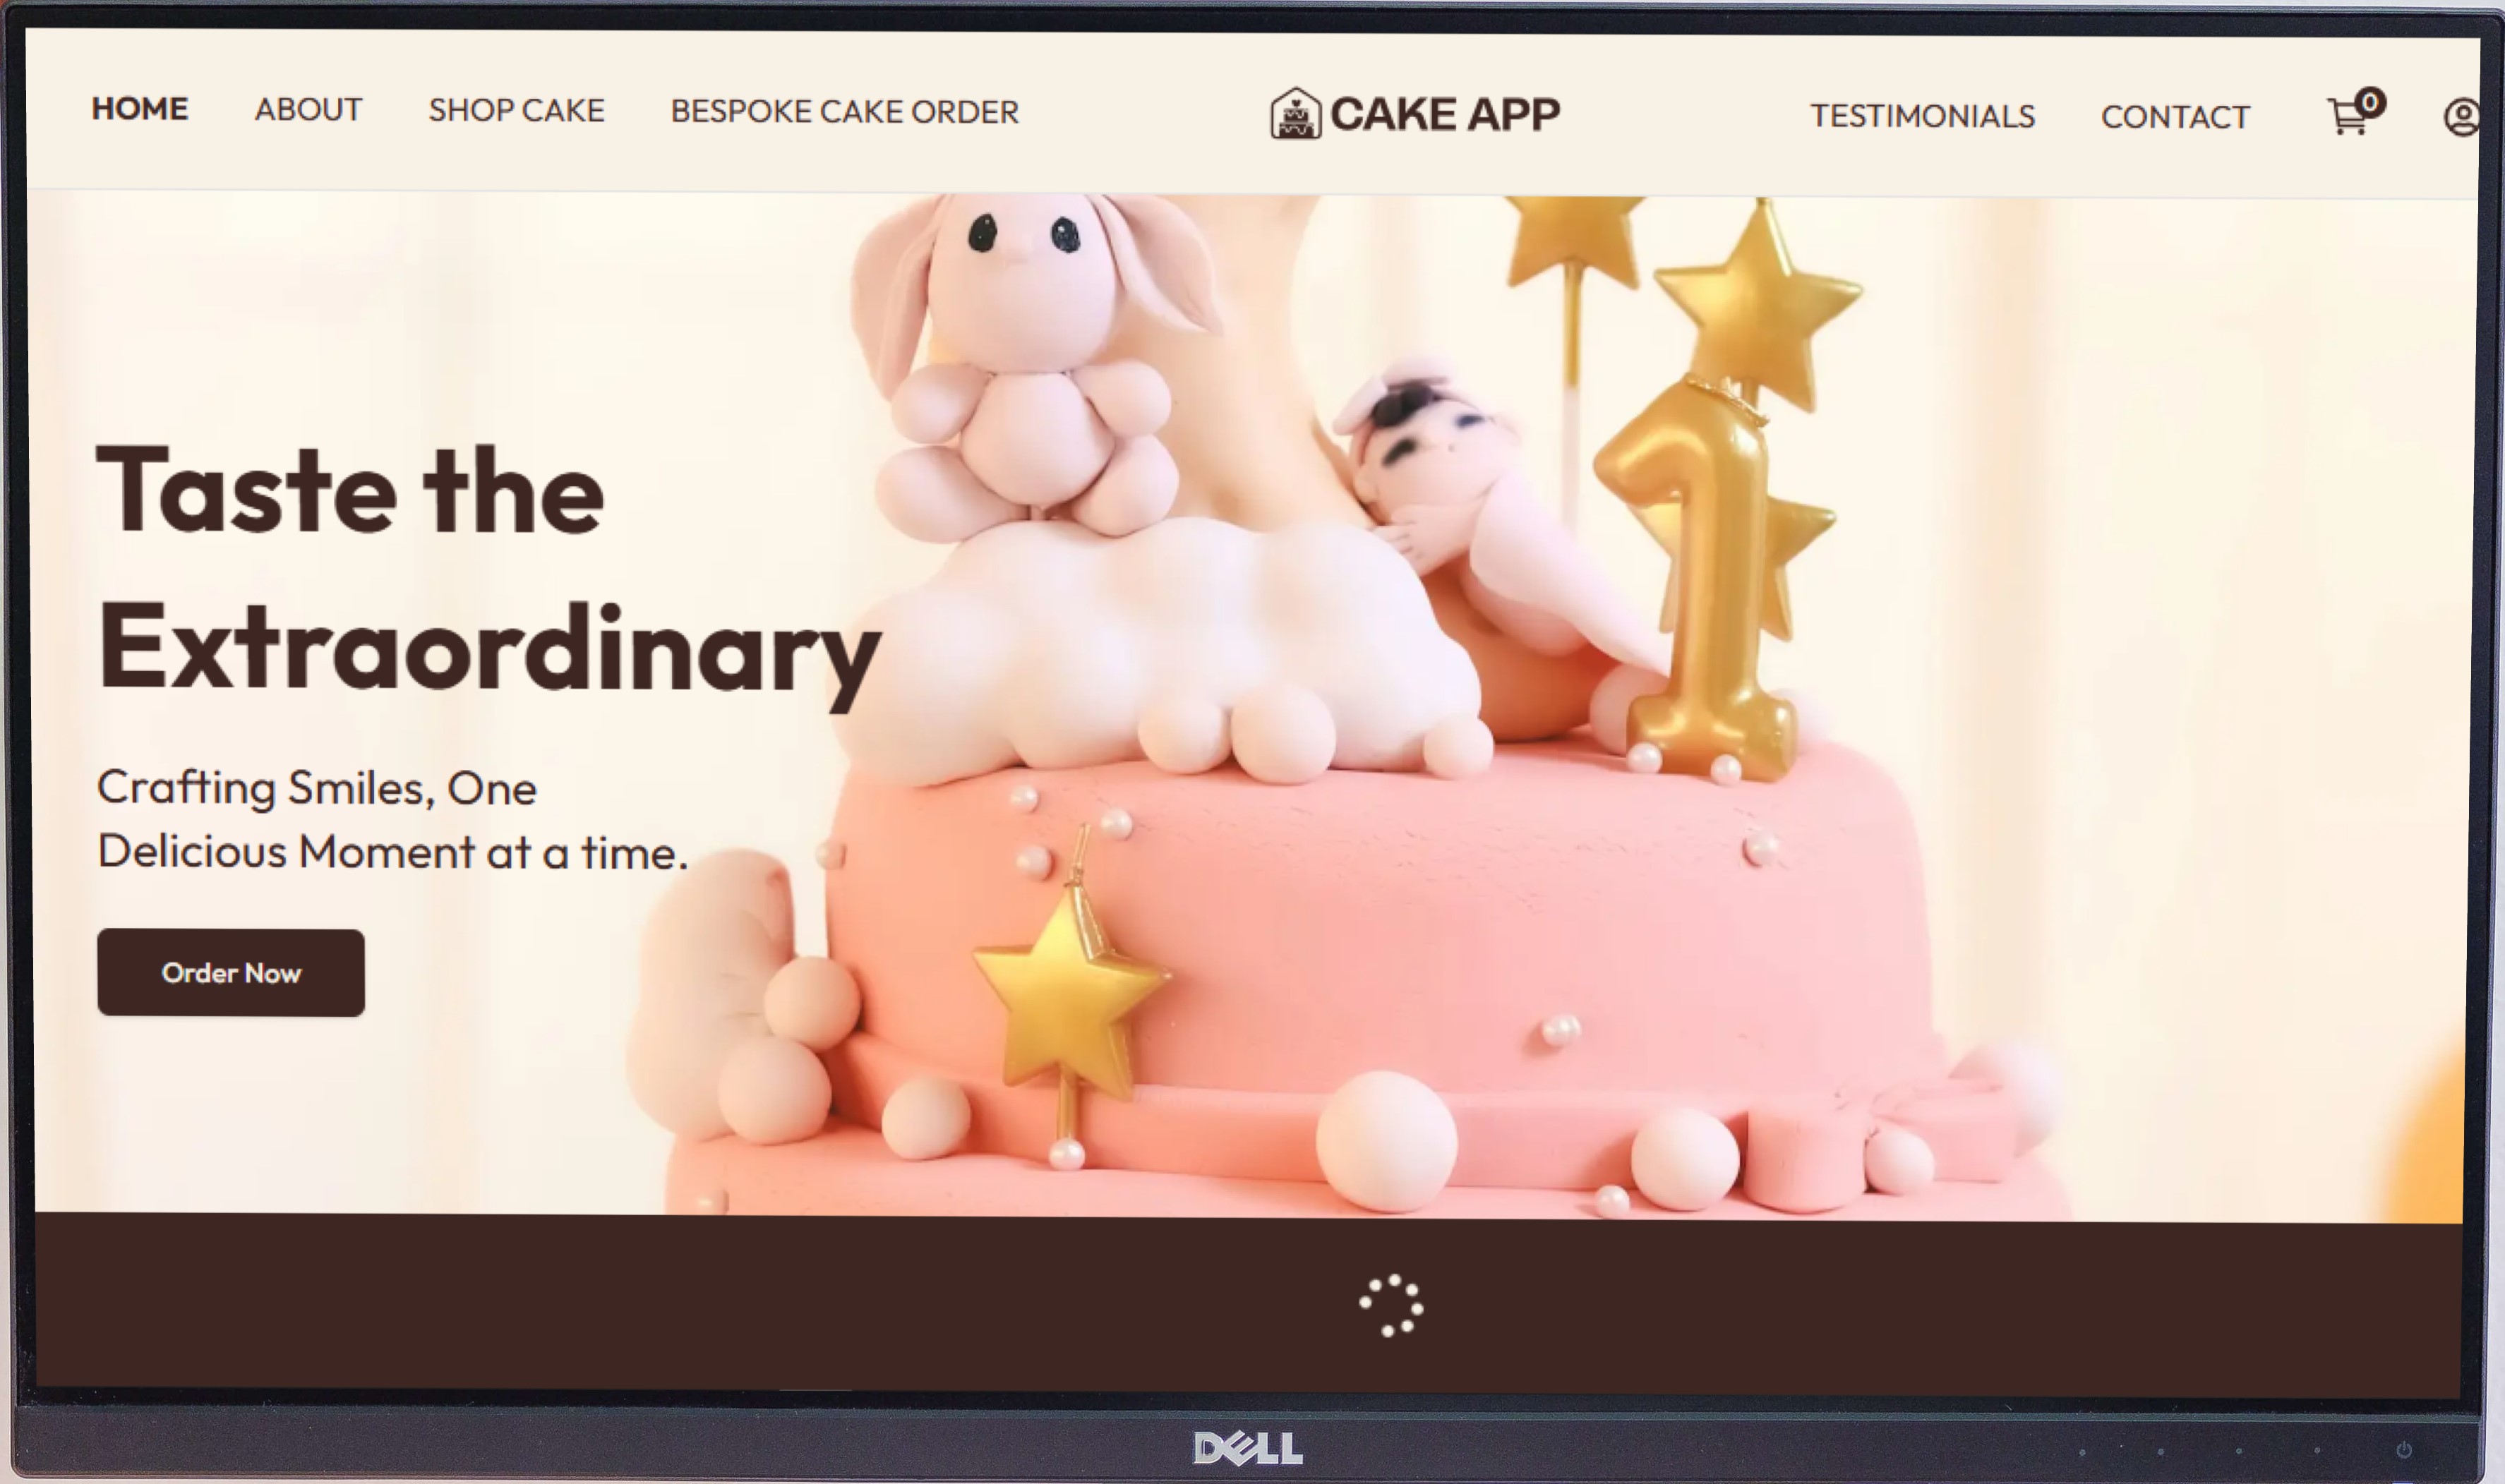 HOME ABOUT SHOP CAKE BESPOKE CAKE ORDER CAKE APP TESTIMONIALS CONTACT 0
Taste the
Extraordinary
Crafting Smiles, One
Delicious Moment at a time.
Order Now
1
DELL